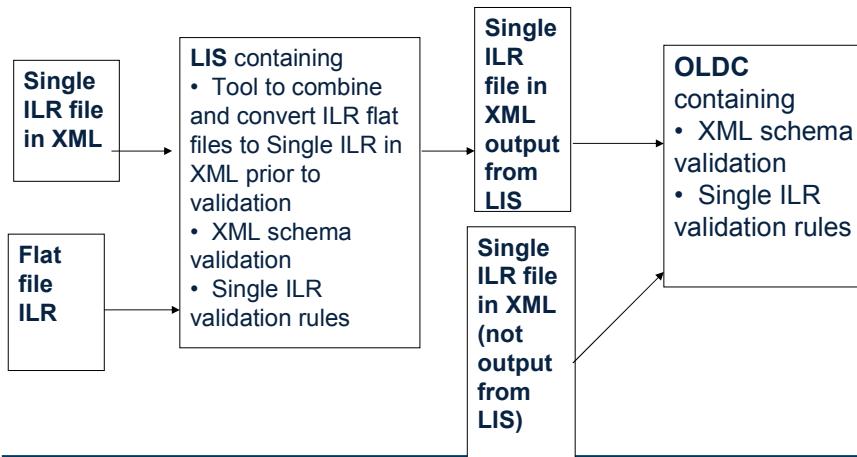 Single
ILR file
in XML
Flat
file
ILR
LIS containing
• Tool to combine
and convert ILR flat
files to Single ILR in
XML prior to
validation
• XML schema
validation
• Single ILR
validation rules
Single
ILR
file in
XML
output
from
LIS
Single
ILR file
in XML
(not
output
from
LIS)
OLDC
containing
• XML schema
validation
• Single ILR
validation rules